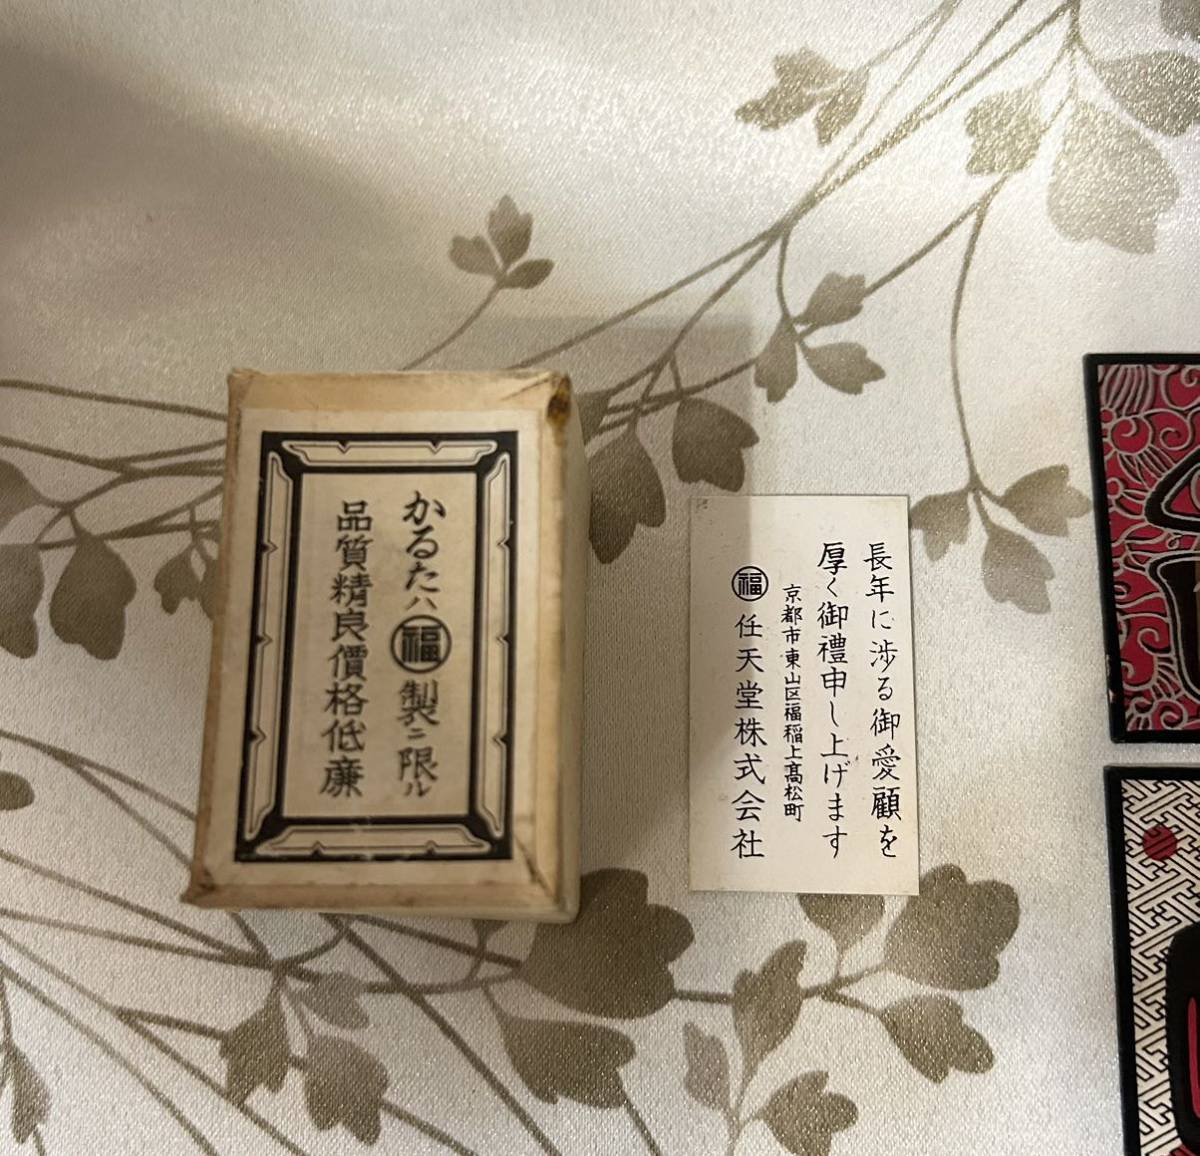 かるたハ福製ニ限ル
品質精良價格低廉
長年に渉る御愛顧を
厚く御禮申し上げます
京都市東山区福稲上髙松町
福任天堂株式会社